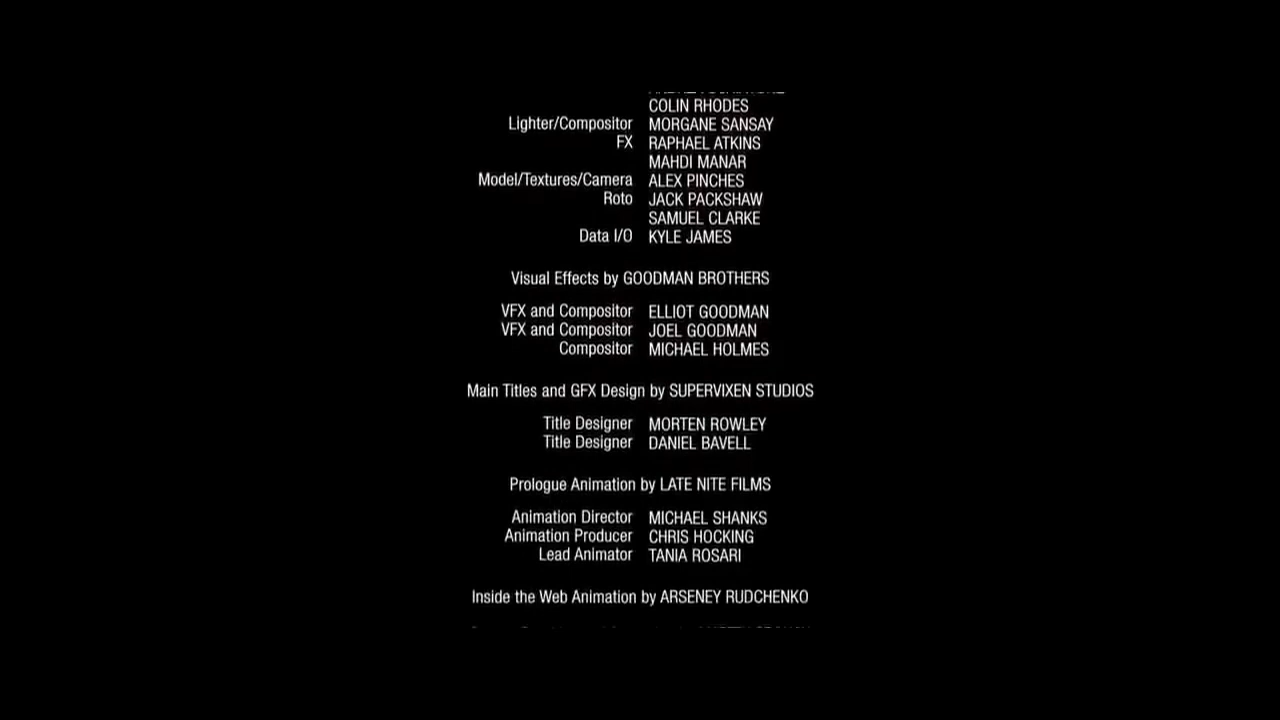 COLIN RHODES
Lighter/Compositor MORGANE SANSAY
FX RAPHAEL ATKINS
MAHDI MANAR
Model/Textures/Camera ALEX PINCHES
Roto JACK PACKSHAW
SAMUEL CLARKE
Data I/O KYLE JAMES
Visual Effects by GOODMAN BROTHERS
VFX and Compositor ELLIOT GOODMAN
VFX and Compositor JOEL GOODMAN
Compositor MICHAEL HOLMES
Main Titles and GFX Design by SUPERVIXEN STUDIOS
Title Designer MORTEN ROWLEY
Title Designer DANIEL BAVELL
Prologue Animation by LATE NITE FILMS
Animation Director MICHAEL SHANKS
Animation Producer CHRIS HOCKING
Lead Animator TANIA ROSARI
Inside the Web Animation by ARSENEY RUDCHENKO